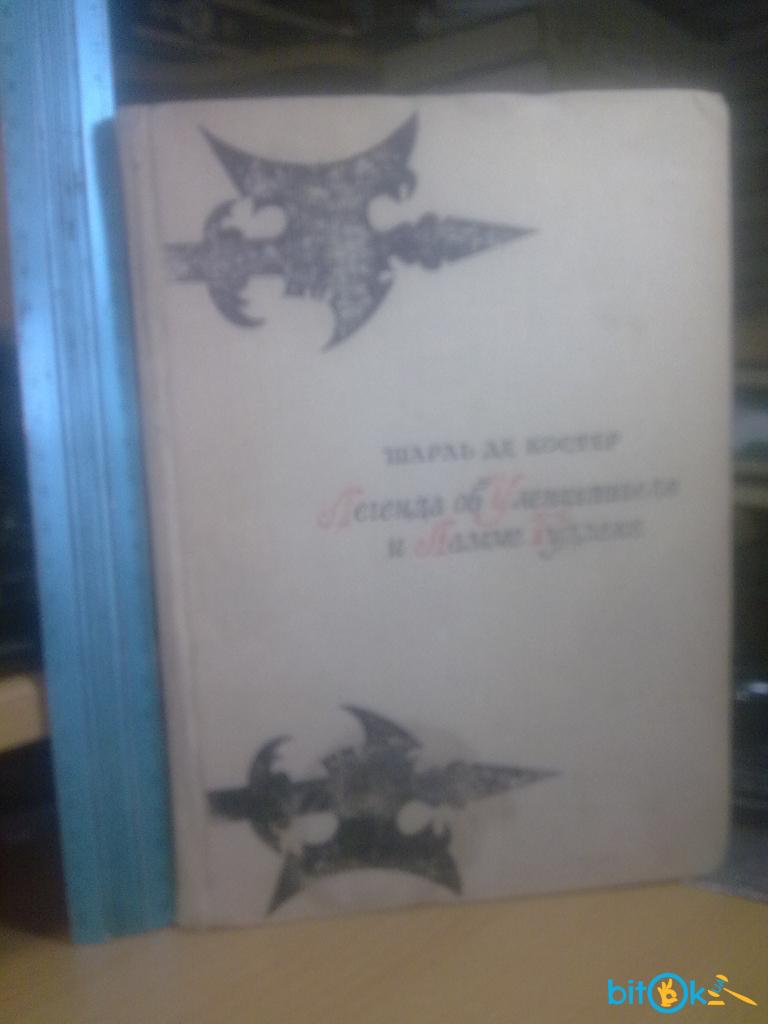 ШАРЛЬ ДЕ КОСТЕР
Легенда об Уленшпигеле
и Ламме Гудзаке
bitOk